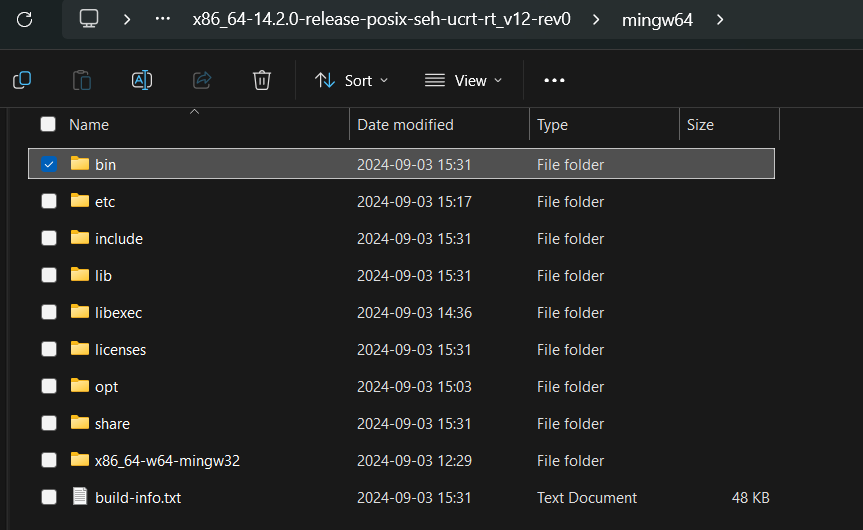 x86_64-14.2.0-release-posix-seh-ucrt-rt_v12-rev0 > mingw64 >
Sort View
Name Date modified Type Size
bin 2024-09-03 15:31 File folder
etc 2024-09-03 15:17 File folder
include 2024-09-03 15:31 File folder
lib 2024-09-03 15:31 File folder
libexec 2024-09-03 14:36 File folder
licenses 2024-09-03 15:31 File folder
opt 2024-09-03 15:03 File folder
share 2024-09-03 15:31 File folder
x86_64-w64-mingw32 2024-09-03 12:29 File folder
build-info.txt 2024-09-03 15:31 Text Document 48 KB